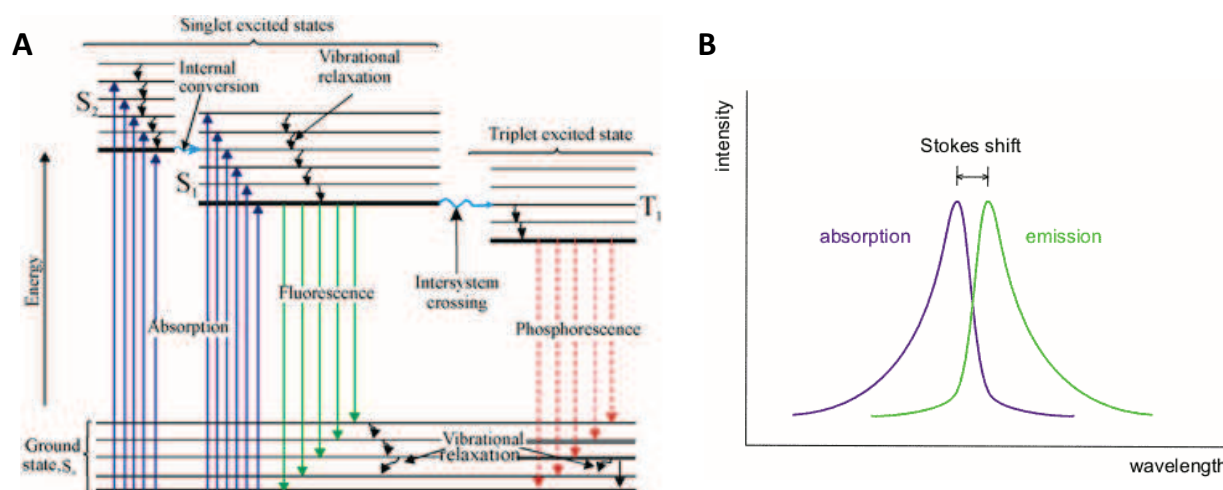 A
Singlet excited states
Internal
conversion
Vibrational
relaxation
S2
Triplet excited state
S1
T1
Energy
Absorption
Fluorescence
Intersystem
crossing
Phosphorescence
Ground
state, So
Vibrational
relaxation
B
intensity
Stokes shift
absorption
emission
wavelength